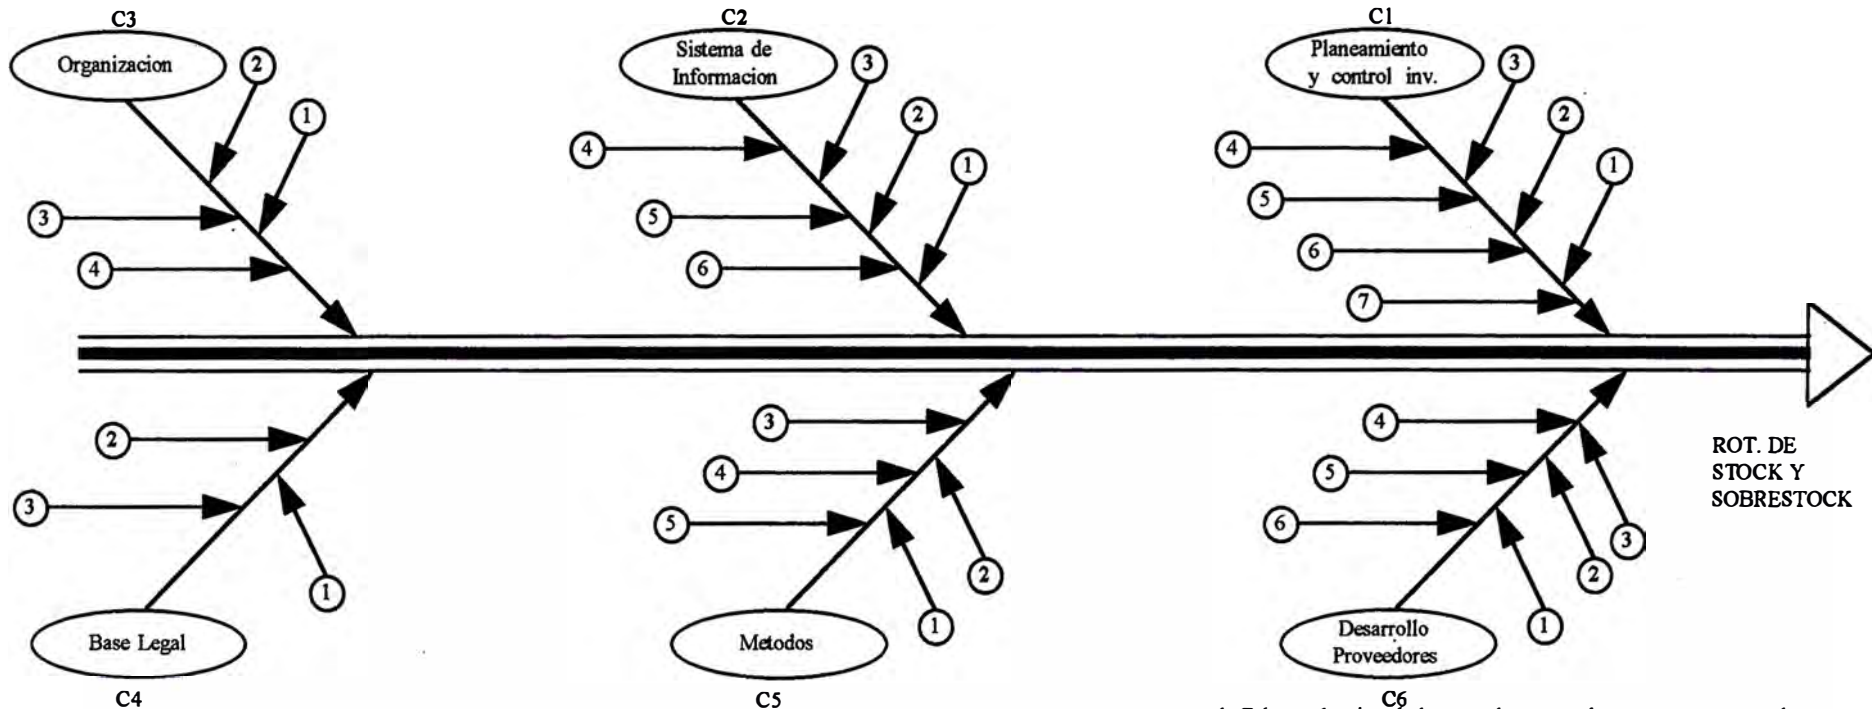 C3
Organizacion
2
1
3
4
C2
Sistema de
Informacion
3
2
1
4
5
6
C1
Planeamiento
y control inv.
3
2
1
4
5
6
7
ROT. DE
STOCK Y
SOBRESTOCK
2
3
1
Base Legal
C4
3
4
5
2
1
Metodos
C5
4
5
6
3
2
1
Desarrollo
Proveedores
C6